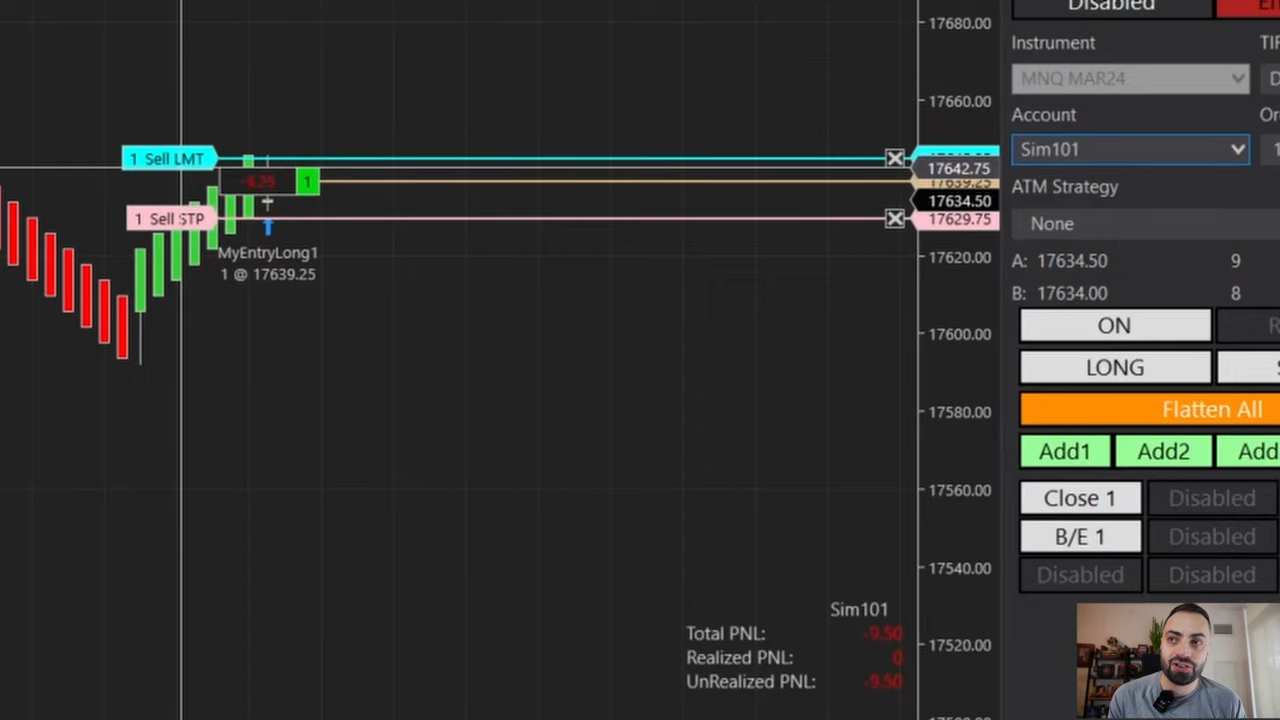 Disabled
17680.00
Instrument
MNQ MAR24
17660.00
Account
1 Sell LMT
Sim101
17642.75
17639.25
1
ATM Strategy
17634.50
1 Sell STP
17629.75
None
MyEntryLong1
17620.00
A: 17634.50 9
1 @ 17639.25
B: 17634.00 8
ON
17600.00
LONG
Flatten All
17580.00
Add1 Add2 Add
17560.00
Close 1 Disabled
B/E 1 Disabled
17540.00
Disabled Disabled
Sim101
Total PNL: -9.50
17520.00
Realized PNL: 0
UnRealized PNL: -9.50